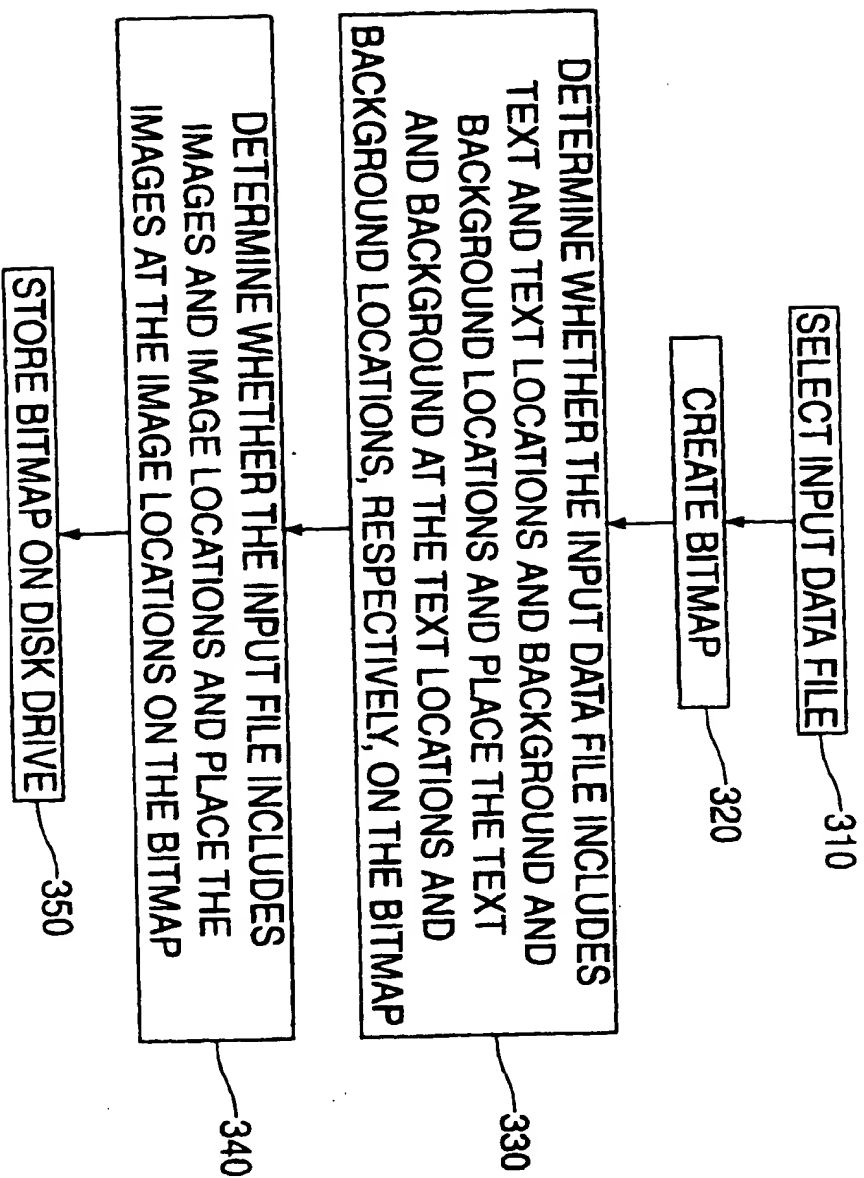 SELECT INPUT DATA FILE
310
CREATE BITMAP
320
DETERMINE WHETHER THE INPUT DATA FILE INCLUDES
TEXT AND TEXT LOCATIONS AND BACKGROUND AND
BACKGROUND LOCATIONS AND PLACE THE TEXT
AND BACKGROUND AT THE TEXT LOCATIONS AND
BACKGROUND LOCATIONS, RESPECTIVELY, ON THE BITMAP
330
DETERMINE WHETHER THE INPUT FILE INCLUDES
IMAGES AND IMAGE LOCATIONS AND PLACE THE
IMAGES AT THE IMAGE LOCATIONS ON THE BITMAP
340
STORE BITMAP ON DISK DRIVE
350